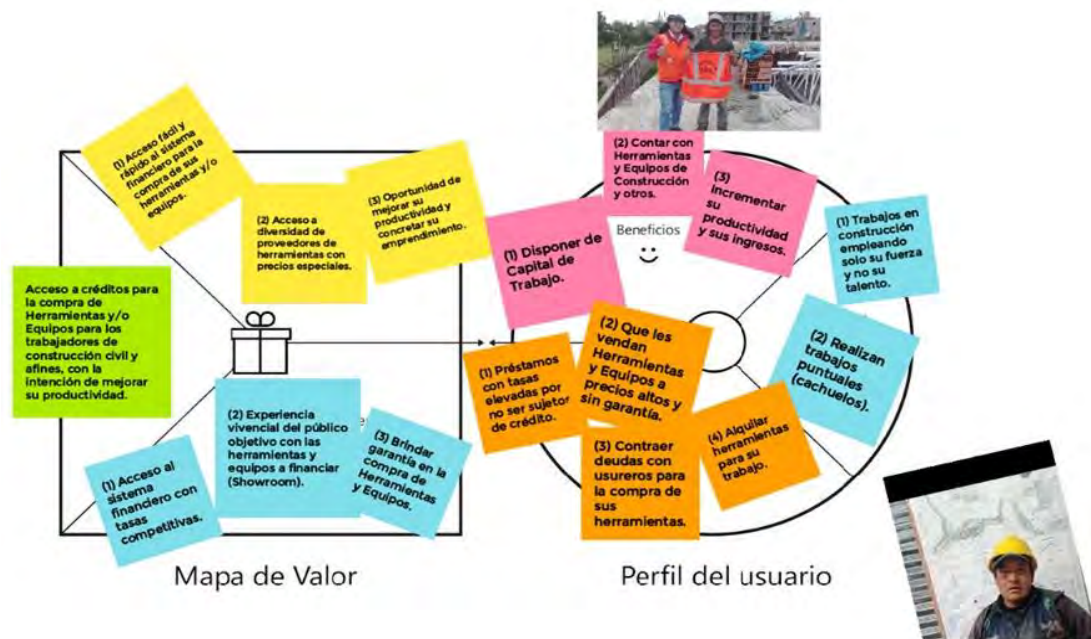 (1) Acceso fácil y
rápido al sistema
financiero para la
compra de sus
herramientas y/o
equipos.
(2) Acceso a
diversidad de
proveedores de
herramientas con
precios especiales.
(3) Oportunidad de
mejorar su
productividad y
concretar su
emprendimiento.
Acceso a créditos para
la compra de
Herramientas y/o
Equipos para los
trabajadores de
construcción civil y
afines, con la
intención de mejorar
su productividad.
(1) Acceso al
sistema
financiero con
tasas
competitivas.
(2) Experiencia
vivencial del público
objetivo con las
herramientas y
equipos a financiar
(Showroom).
(3) Brindar
garantía en la
compra de
Herramientas
y Equipos.
Mapa de Valor
(2) Contar con
Herramientas
y Equipos de
Construcción
y otros.
(3)
Incrementar
su
productividad
y sus ingresos.
(1) Disponer de
Capital de
Trabajo.
Beneficios
(1) Trabajos en
construcción
empleando
solo su fuerza
y no su
talento.
(2) Realizan
trabajos
puntuales
(cachuelos).
(1) Préstamos
con tasas
elevadas por
no ser sujetor
de crédito.
(2) Que les
vendan
Herramientas
y Equipos a
precios altos y
sin garantía.
(3) Contraer
deudas con
usureros para
la compra de
sus
herramientas.
(4) Alquilar
herramientas
para su
trabajo.
Perfil del usuario